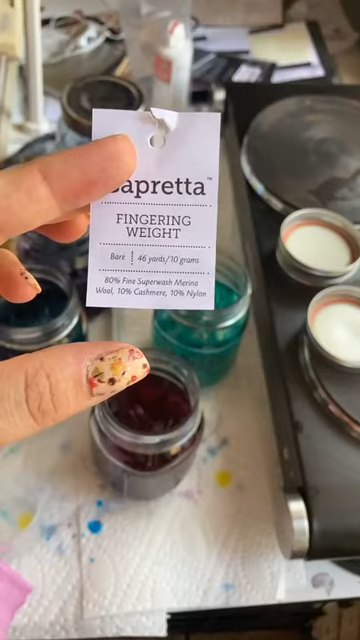 apretta™
FINGERING
WEIGHT
Bare 46 yards/10 grams
80% Fine Superwash Merino
Wool, 10% Cashmere, 10% Nylon